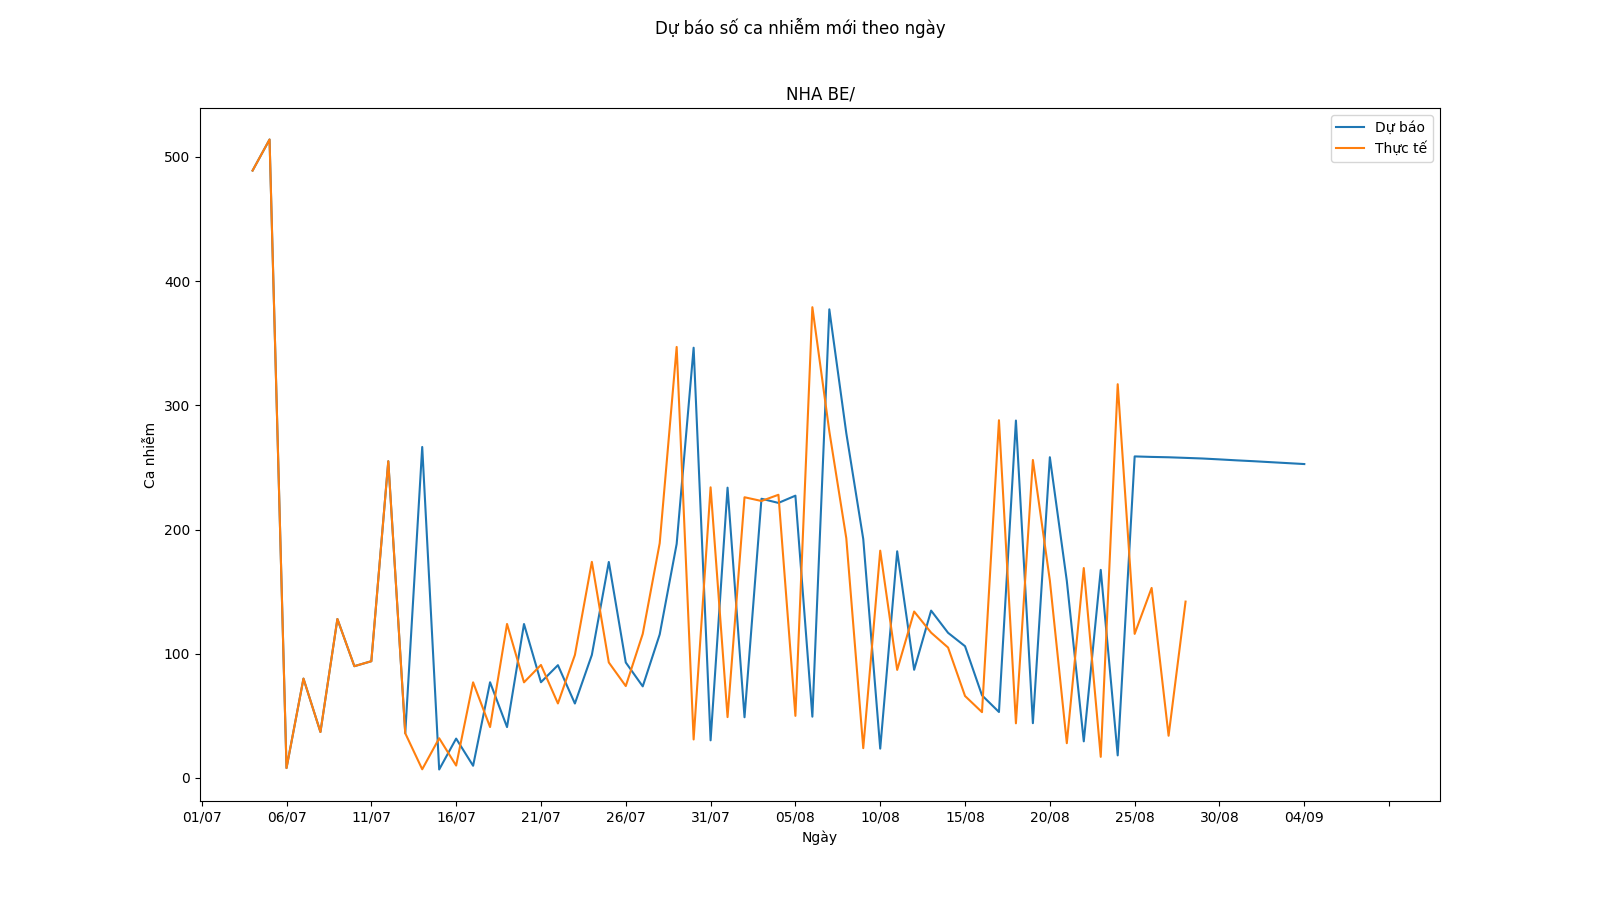 Dự báo số ca nhiễm mới theo ngày
NHA BE/
Dự báo
Thực tế
500
400
300
200
100
0
Ca nhiễm
01/07 06/07 11/07 16/07 21/07 26/07 31/07 05/08 10/08 15/08 20/08 25/08 30/08 04/09
Ngày